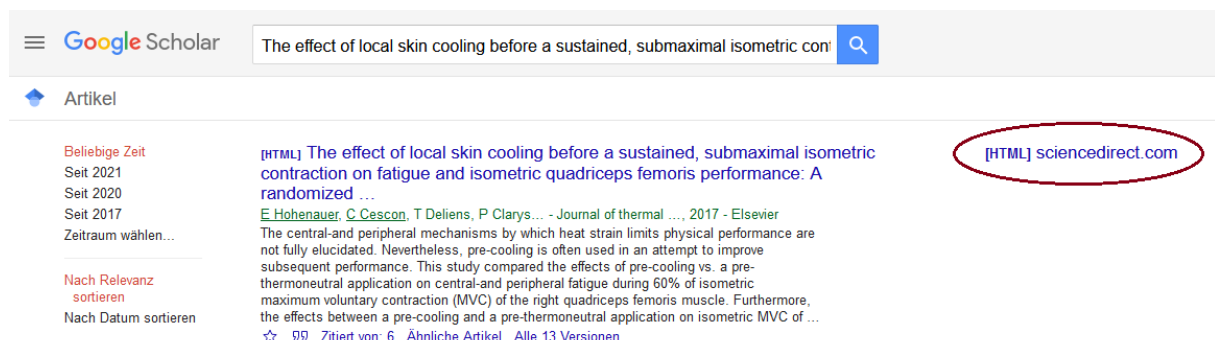 Google Scholar
The effect of local skin cooling before a sustained, submaximal isometric con
Artikel
Beliebige Zeit
Seit 2021
Seit 2020
Seit 2017
Zeitraum wählen...
Nach Relevanz
sortieren
Nach Datum sortieren
[HTML] The effect of local skin cooling before a sustained, submaximal isometric
contraction on fatigue and isometric quadriceps femoris performance: A
randomized …
E Hohenauer, C Cescon, T Deliens, P Clarys… - Journal of thermal …, 2017 - Elsevier
The central-and peripheral mechanisms by which heat strain limits physical performance are
not fully elucidated. Nevertheless, pre-cooling is often used in an attempt to improve
subsequent performance. This study compared the effects of pre-cooling vs. a pre-
thermoneutral application on central-and peripheral fatigue during 60% of isometric
maximum voluntary contraction (MVC) of the right quadriceps femoris muscle. Furthermore,
the effects between a pre-cooling and a pre-thermoneutral application on isometric MVC of …
Zitiert von: 6 Ähnliche Artikel Alle 13 Versionen
[HTML] sciencedirect.com